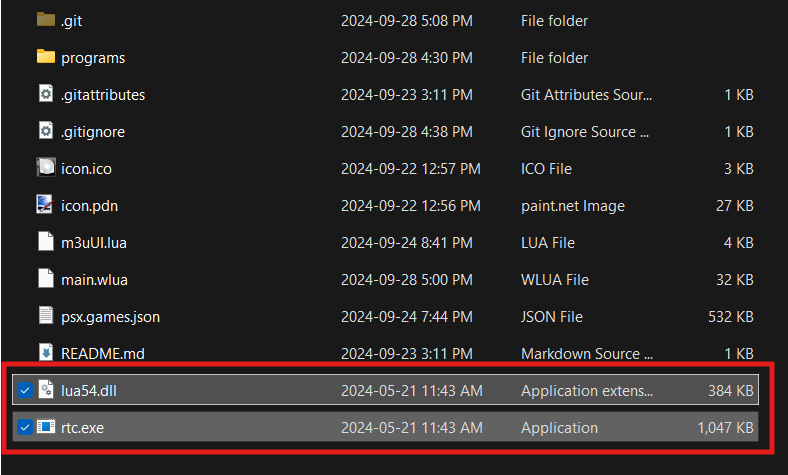 .git 2024-09-28 5:08 PM File folder
programs 2024-09-28 4:30 PM File folder
.gitattributes 2024-09-23 3:11 PM Git Attributes Sour... 1 KB
.gitignore 2024-09-28 4:38 PM Git Ignore Source ... 1 KB
icon.ico 2024-09-22 12:57 PM ICO File 3 KB
icon.pdn 2024-09-22 12:56 PM paint.net Image 27 KB
m3uUI.lua 2024-09-24 8:41 PM LUA File 4 KB
main.wlua 2024-09-28 5:00 PM WLUA File 32 KB
psx.games.json 2024-09-24 7:44 PM JSON File 532 KB
README.md 2024-09-23 3:11 PM Markdown Source ... 1 KB
lua54.dll 2024-05-21 11:43 AM Application extens... 384 KB
rtc.exe 2024-05-21 11:43 AM Application 1,047 KB